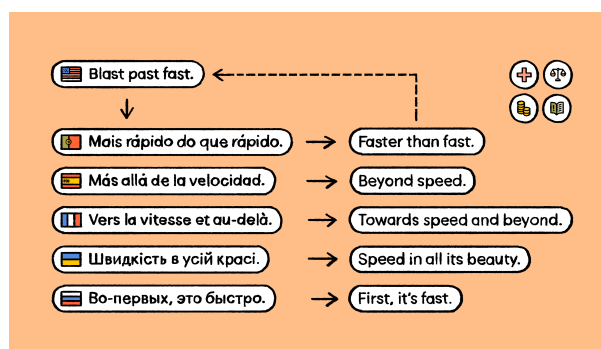 Blast past fast.
Mais rápido do que rápido.
Faster than fast.
Más allá de la velocidad.
Beyond speed.
Vers la vitesse et au-delà.
Towards speed and beyond.
Швидкість в усій красі.
Speed in all its beauty.
Во-первых, это быстро.
First, it's fast.